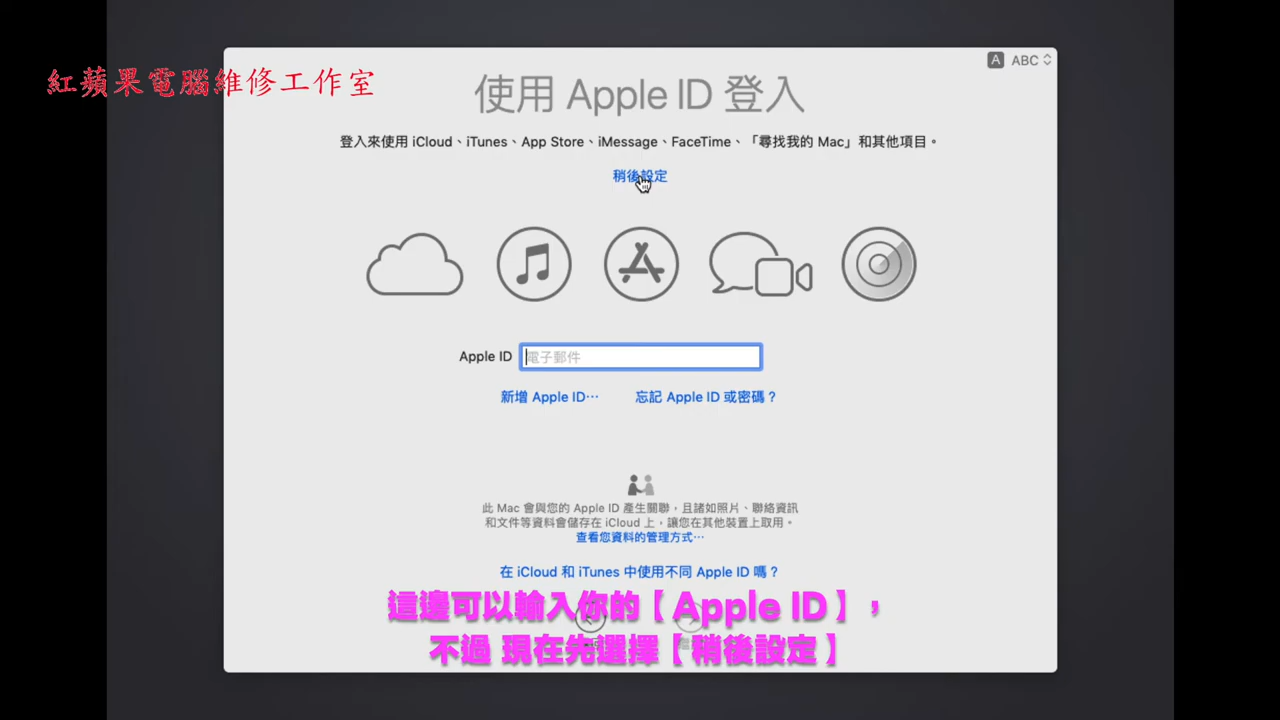 紅蘋果電腦維修工作室
A ABC
使用 Apple ID 登入
登入來使用 iCloud、iTunes、App Store、iMessage、FaceTime、「尋找我的 Mac」和其他項目。
稍後設定
Apple ID 電子郵件
新增 Apple ID⋯ 忘記 Apple ID 或密碼？
此 Mac 會與您的 Apple ID 產生關聯，且諸如照片、聯絡資訊
和文件等資料會儲存在 iCloud 上，讓您在其他裝置上取用。
查看您資料的管理方式⋯
在 iCloud 和 iTunes 中使用不同 Apple ID 嗎？
這邊可以輸入你的【Apple ID】，
不過 現在先選擇【稍後設定】